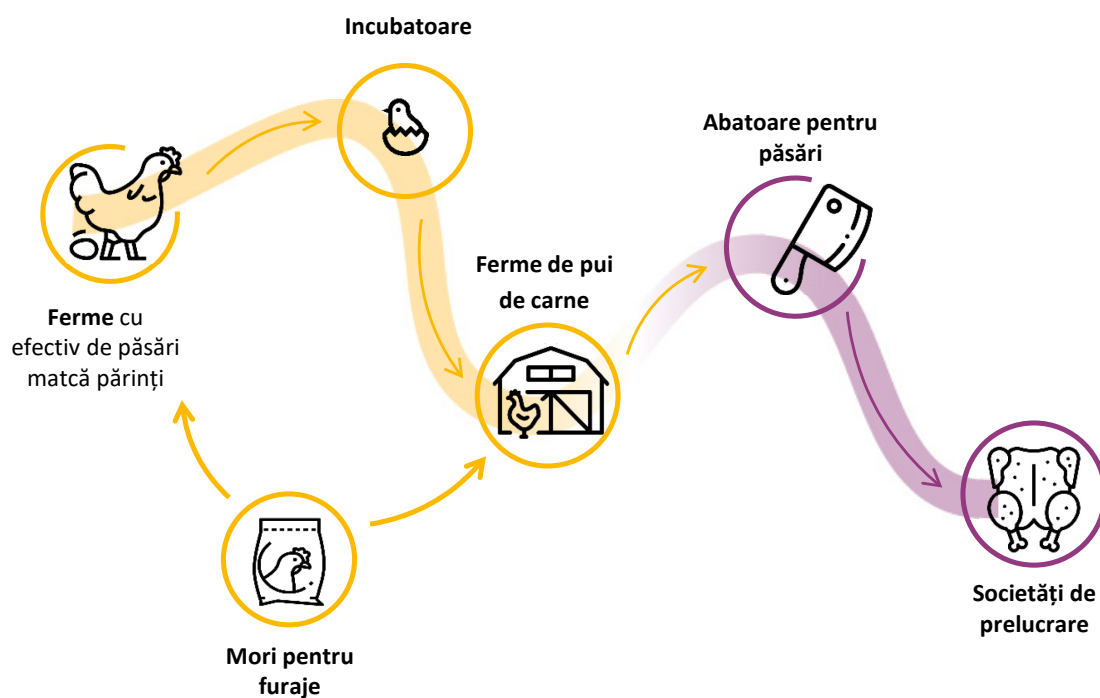 Incubatoare
Abatoare pentru
păsări
Ferme de pui
de carne
Ferme cu
efectiv de păsări
matcă părinți
Societăți de
prelucrare
Mori pentru
furaje